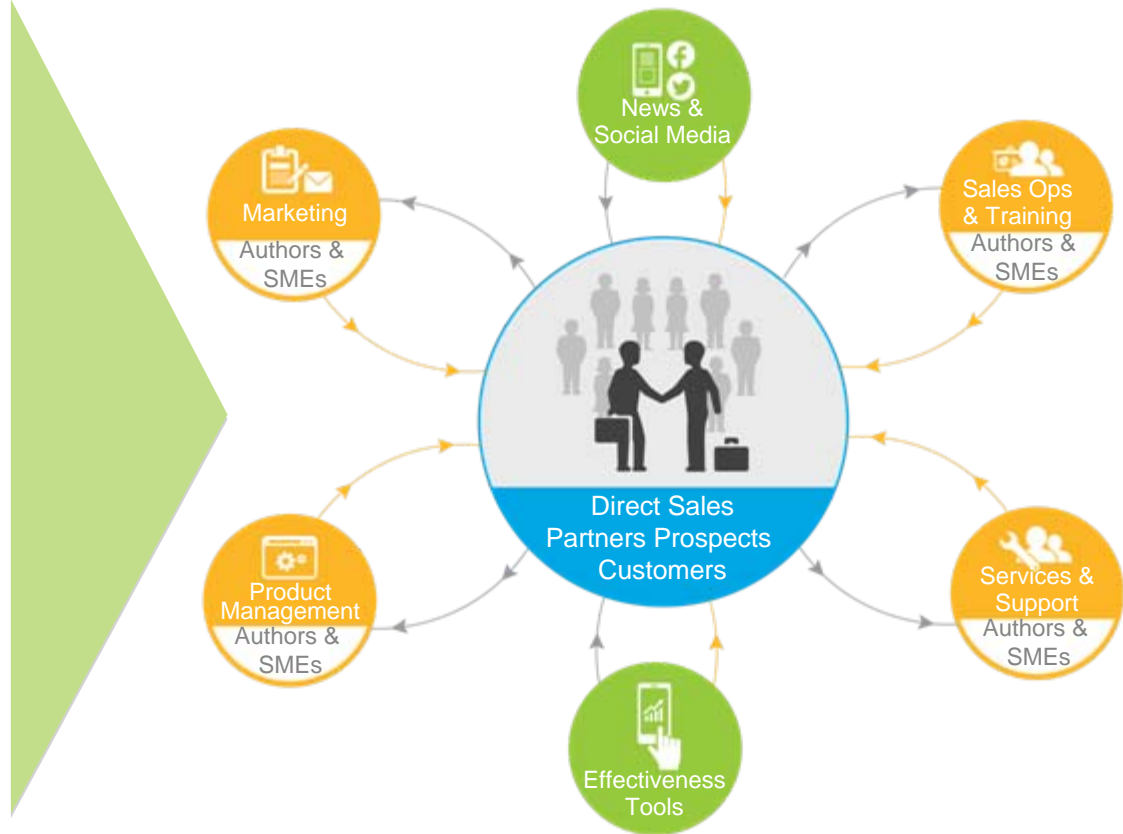 News &
Social Media
Marketing
Authors &
SMEs
Sales Ops
& Training
Authors &
SMEs
Direct Sales
Partners Prospects
Customers
Product
Management
Authors &
SMEs
Services &
Support
Authors &
SMEs
Effectiveness
Tools